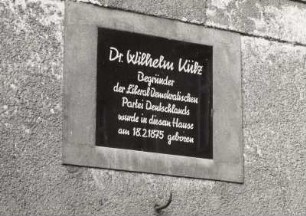 Dr. Wilhelm Külz
Begründer
der Liberal Demokratischen
Partei Deutschlands
wurde in diesem Hause
am 18.2.1875 geboren